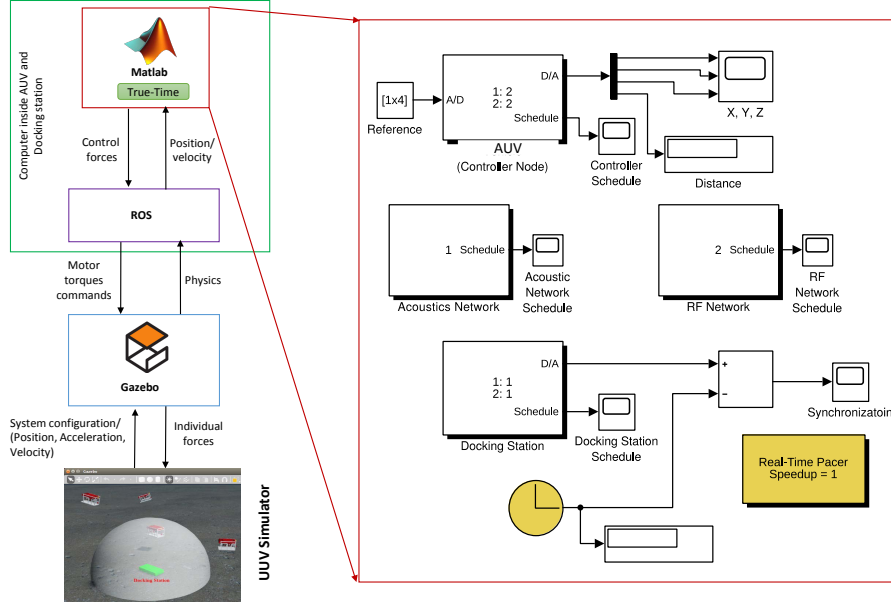 Computer inside AUV and
Docking station
Matlab
True-Time
Control
forces
Position/
velocity
ROS
Motor
torques
commands
Physics
Gazebo
System configuration/
(Position, Acceleration,
Velocity)
Individual
forces
Gazebo
Docking Station
UUV Simulator
[1x4]
Reference
A/D
1: 2
2: 2
D/A
Schedule
AUV
(Controller Node)
Controller
Schedule
X, Y, Z
Distance
1
Schedule
Acoustics Network
Acoustic
Network
Schedule
2
Schedule
RF Network
RF
Network
Schedule
1: 1
2: 1
D/A
Schedule
Docking Station
Docking Station
Schedule
+
−
Synchronizatoin
Real-Time Pacer
Speedup = 1